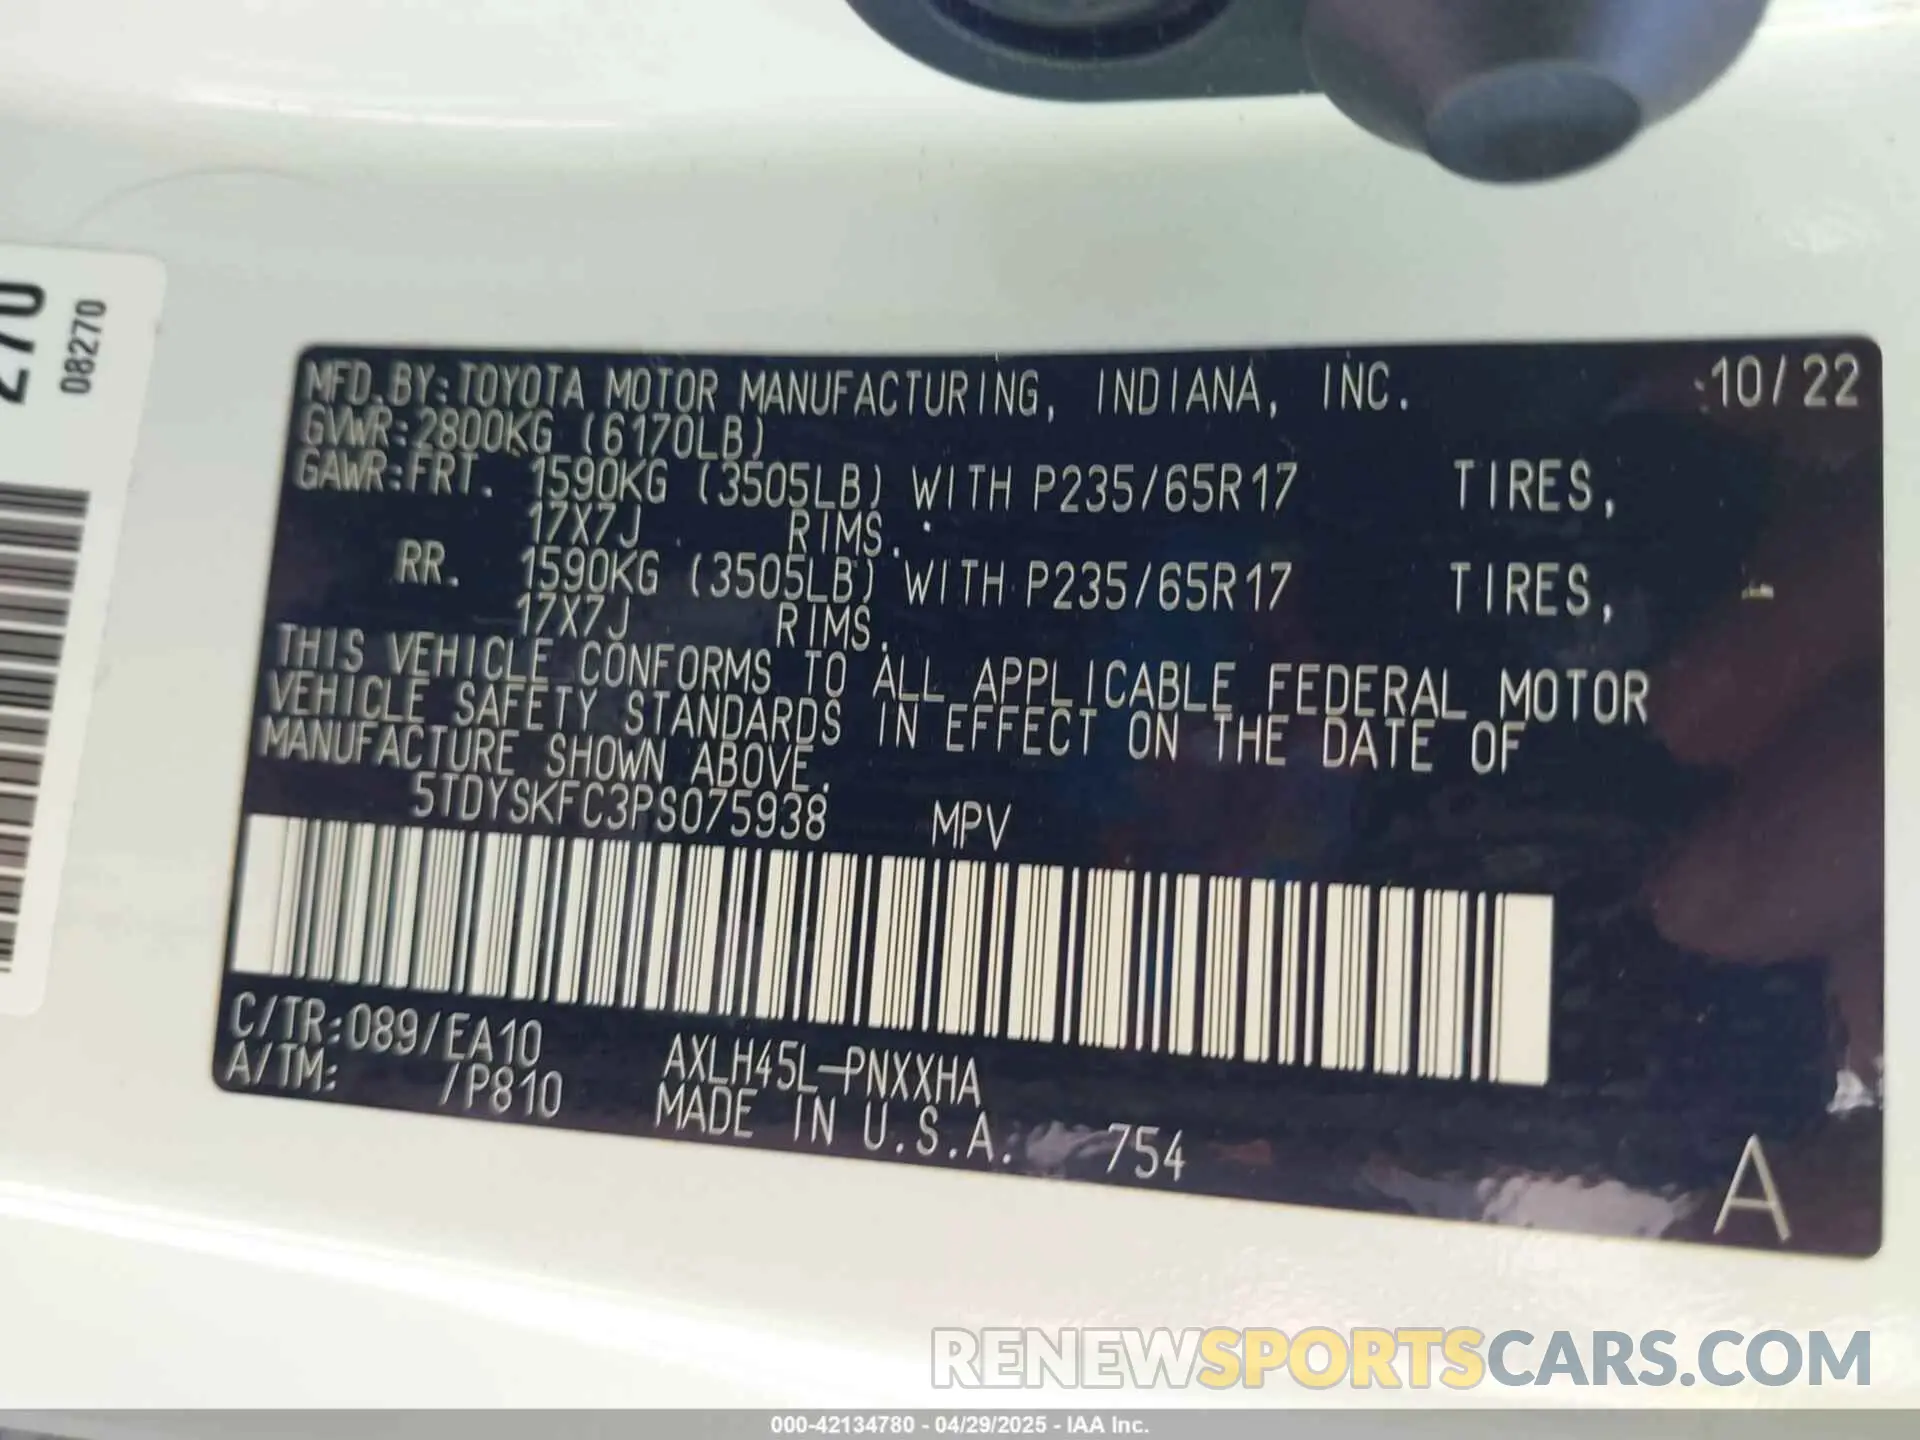 270
08270
MFD.BY:TOYOTA MOTOR MANUFACTURING, INDIANA, INC. 10/22
GVWR:2800KG (6170LB)
GAWR:FRT. 1590KG (3505LB) WITH P235/65R17 TIRES,
17X7J RIMS.
RR. 1590KG (3505LB) WITH P235/65R17 TIRES,
17X7J RIMS.
THIS VEHICLE CONFORMS TO ALL APPLICABLE FEDERAL MOTOR
VEHICLE SAFETY STANDARDS IN EFFECT ON THE DATE OF
MANUFACTURE SHOWN ABOVE.
5TDYSKFC3PS075938 MPV
C/TR:089/EA10 AXLH45L-PNXXHA
A/TM: /P810 MADE IN U.S.A. 754
A
RENEWSPORTSCARS.COM
000-42134780 - 04/29/2025 - IAA Inc.